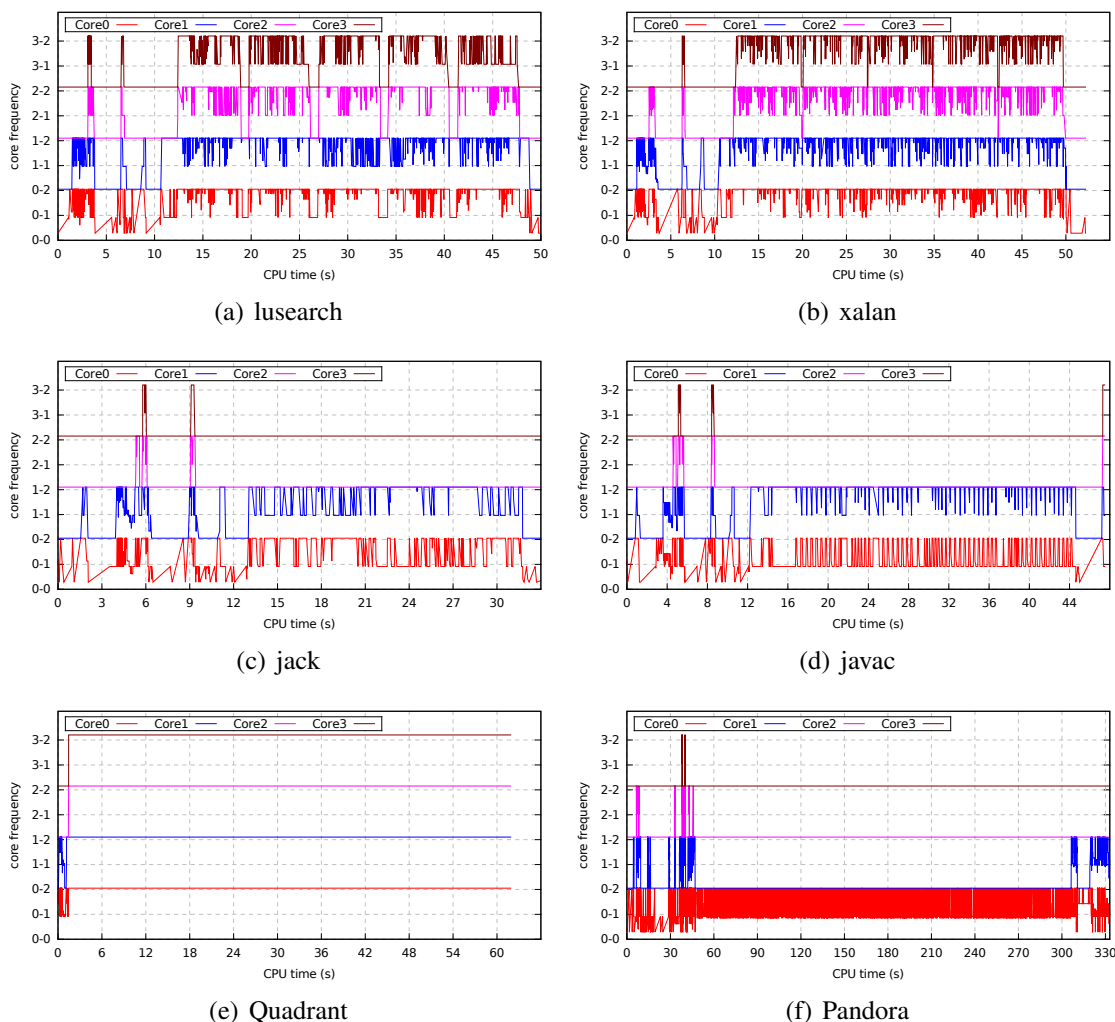 Core0 Core1 Core2 Core3
core frequency
3-2
3-1
2-2
2-1
1-2
1-1
0-2
0-1
0-0
0 5 10 15 20 25 30 35 40 45 50
CPU time (s)
(a) lusearch
Core0 Core1 Core2 Core3
core frequency
3-2
3-1
2-2
2-1
1-2
1-1
0-2
0-1
0-0
0 5 10 15 20 25 30 35 40 45 50
CPU time (s)
(b) xalan
Core0 Core1 Core2 Core3
core frequency
3-2
3-1
2-2
2-1
1-2
1-1
0-2
0-1
0-0
0 3 6 9 12 15 18 21 24 27 30
CPU time (s)
(c) jack
Core0 Core1 Core2 Core3
core frequency
3-2
3-1
2-2
2-1
1-2
1-1
0-2
0-1
0-0
0 4 8 12 16 20 24 28 32 36 40 44
CPU time (s)
(d) javac
Core0 Core1 Core2 Core3
core frequency
3-2
3-1
2-2
2-1
1-2
1-1
0-2
0-1
0-0
0 6 12 18 24 30 36 42 48 54 60
CPU time (s)
(e) Quadrant
Core0 Core1 Core2 Core3
core frequency
3-2
3-1
2-2
2-1
1-2
1-1
0-2
0-1
0-0
0 30 60 90 120 150 180 210 240 270 300 330
CPU time (s)
(f) Pandora